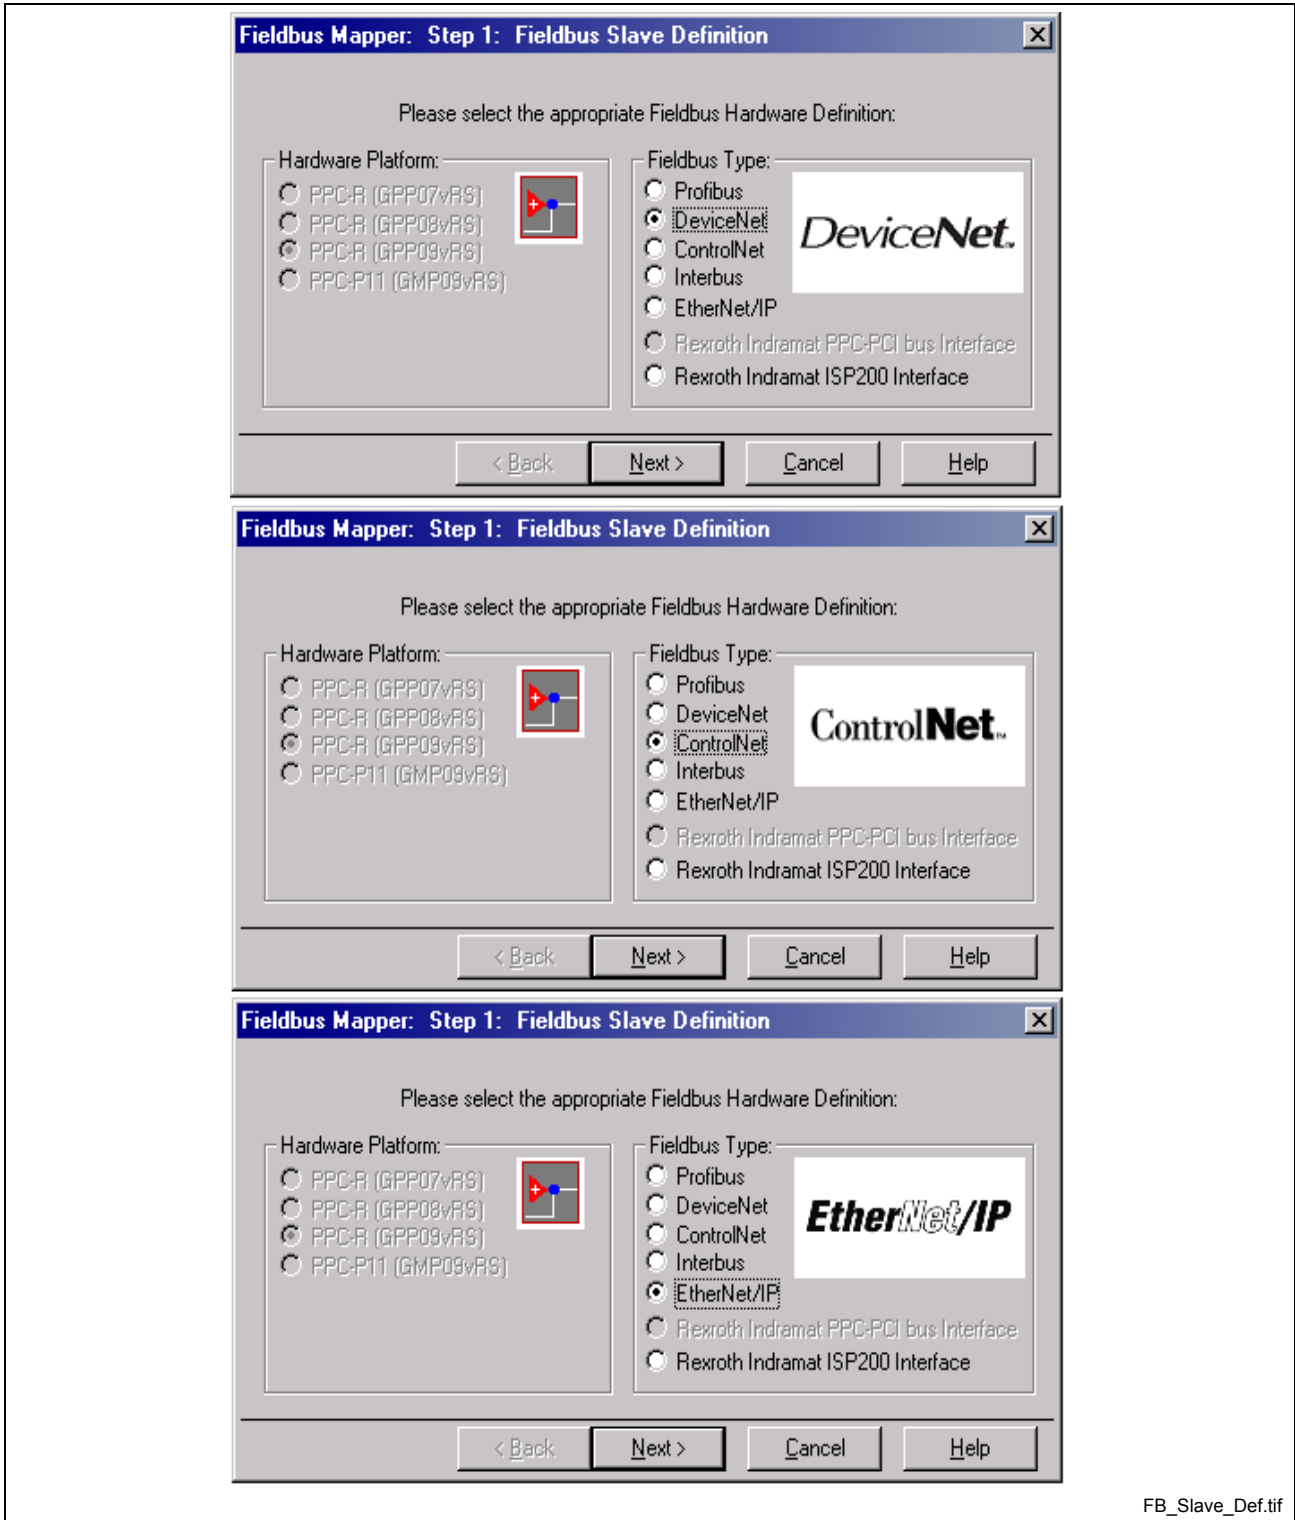 Fieldbus Mapper: Step 1: Fieldbus Slave Definition
Please select the appropriate Fieldbus Hardware Definition:
Hardware Platform:
PPC-R (GPP07vRS)
PPC-R (GPP08vRS)
PPC-R (GPP09vRS)
PPC-P11 (GMP09vRS)
Fieldbus Type:
Profibus
DeviceNet
ControlNet
Interbus
EtherNet/IP
Rexroth Indramat PPC-PCI bus Interface
Rexroth Indramat ISP200 Interface
DeviceNet.
< Back
Next >
Cancel
Help
Fieldbus Mapper: Step 1: Fieldbus Slave Definition
Please select the appropriate Fieldbus Hardware Definition:
Hardware Platform:
PPC-R (GPP07vRS)
PPC-R (GPP08vRS)
PPC-R (GPP09vRS)
PPC-P11 (GMP09vRS)
Fieldbus Type:
Profibus
DeviceNet
ControlNet
Interbus
EtherNet/IP
Rexroth Indramat PPC-PCI bus Interface
Rexroth Indramat ISP200 Interface
ControlNet™
< Back
Next >
Cancel
Help
Fieldbus Mapper: Step 1: Fieldbus Slave Definition
Please select the appropriate Fieldbus Hardware Definition:
Hardware Platform:
PPC-R (GPP07vRS)
PPC-R (GPP08vRS)
PPC-R (GPP09vRS)
PPC-P11 (GMP09vRS)
Fieldbus Type:
Profibus
DeviceNet
ControlNet
Interbus
EtherNet/IP
Rexroth Indramat PPC-PCI bus Interface
Rexroth Indramat ISP200 Interface
EtherNet/IP
< Back
Next >
Cancel
Help
FB_Slave_Def.tif